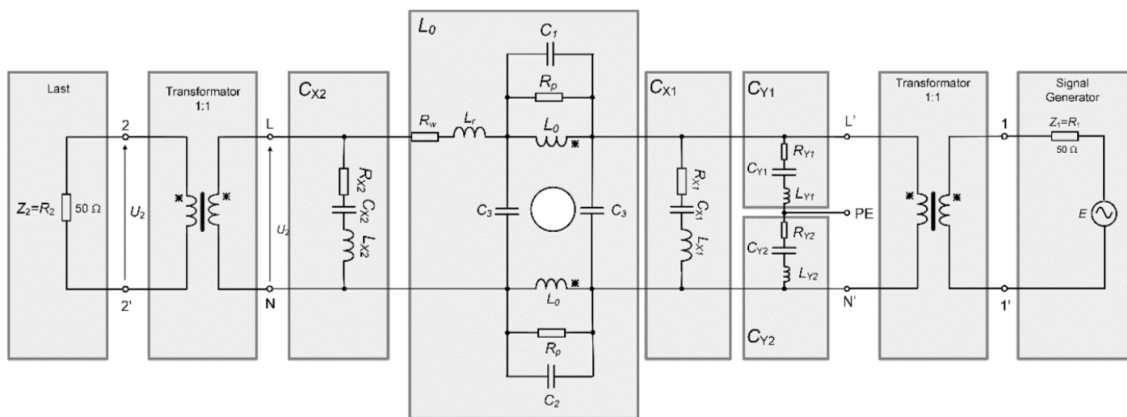 Last
Z2=R2
50 Ω
2
2'
U2
Transformator
1:1
L
N
U2
CX2
RX2
CX2
LX2
L0
C1
Rp
Rw
Lr
L0
C3
C3
L0
Rp
C2
CX1
RX1
CX1
LX1
CY1
RY1
CY1
LY1
PE
RY2
CY2
LY2
CY2
L'
N'
Transformator
1:1
1
1'
Signal
Generator
Z1=R1
50 Ω
E